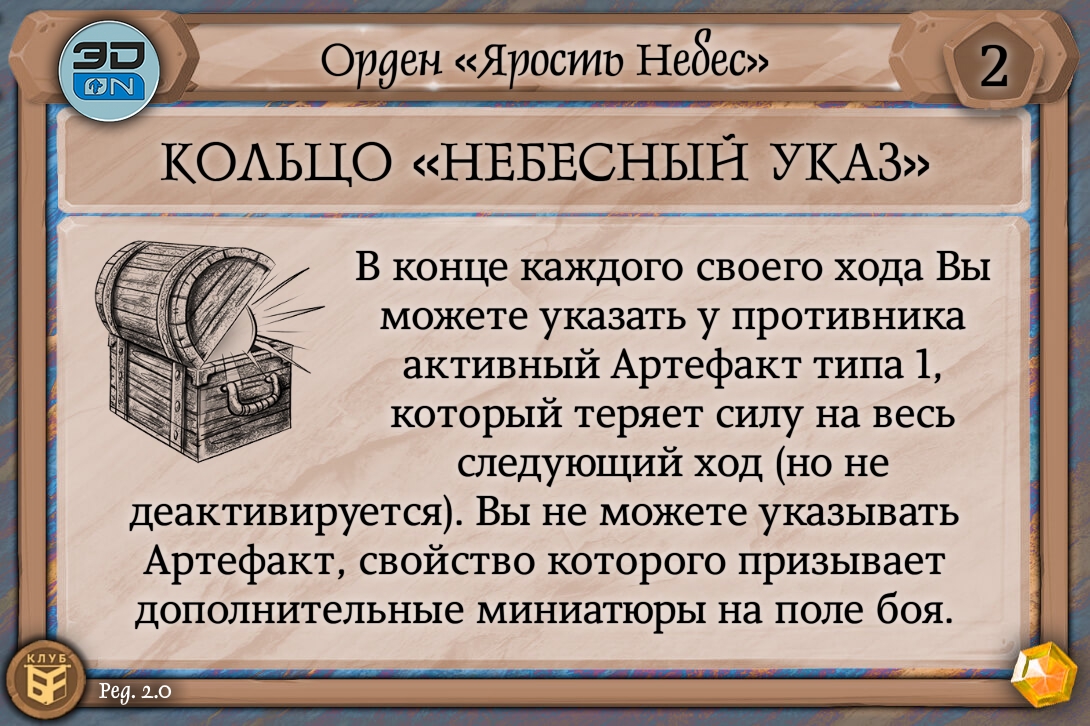 3D
ON
Орден «Ярость Небес»
2
КОЛЬЦО «НЕБЕСНЫЙ УКАЗ»
В конце каждого своего хода Вы
можете указать у противника
активный Артефакт типа 1,
который теряет силу на весь
следующий ход (но не
деактивируется). Вы не можете указывать
Артефакт, свойство которого призывает
дополнительные миниатюры на поле боя.
КЛУБ
Ред. 2.0